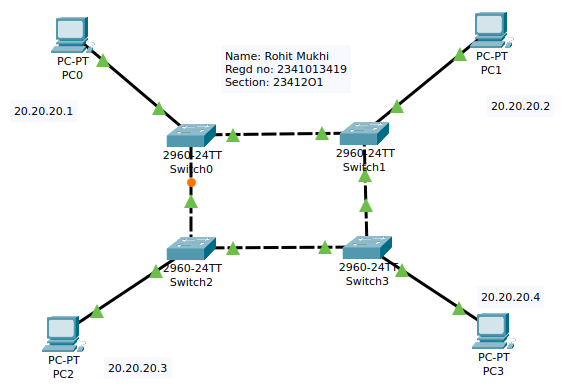 PC-PT
PC0
Name: Rohit Mukhi
Regd no: 2341013419
Section: 23412O1
PC-PT
PC1
20.20.20.1
20.20.20.2
2960-24TT
Switch0
2960-24TT
Switch1
2960-24TT
Switch2
2960-24TT
Switch3
20.20.20.4
PC-PT
PC2
20.20.20.3
PC-PT
PC3